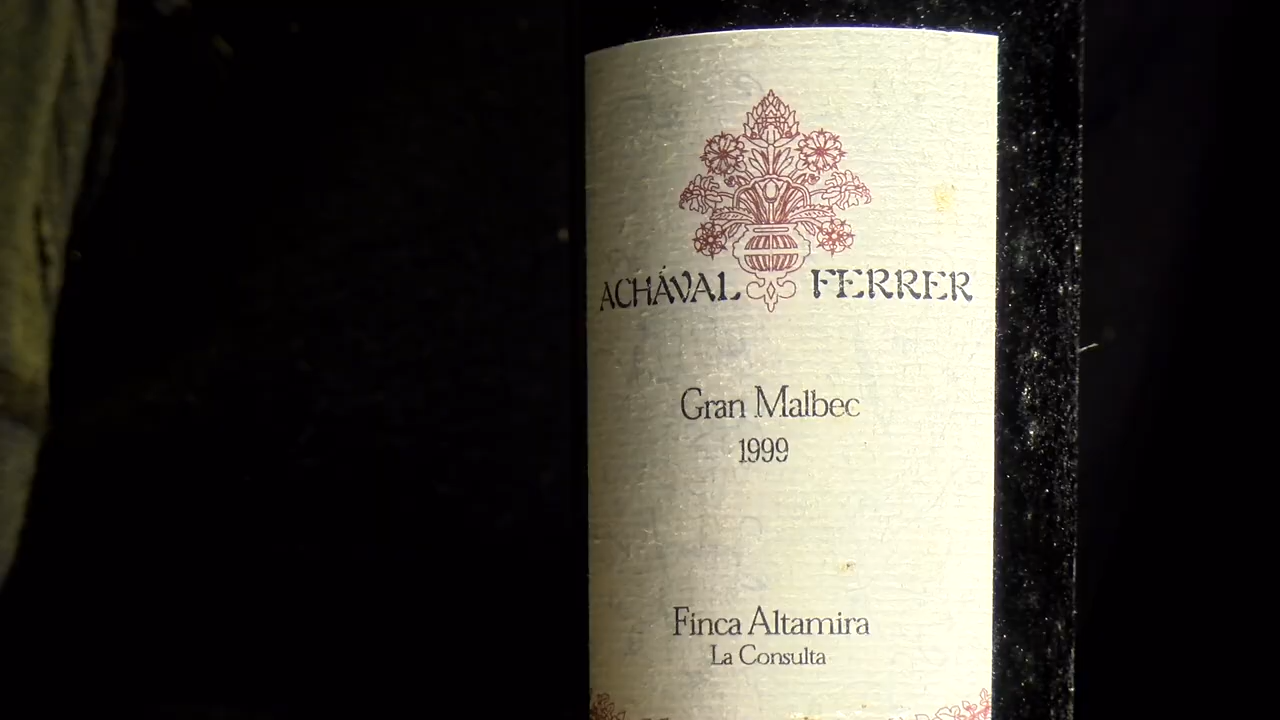 ACHÁVAL FERRER
Gran Malbec
1999
Finca Altamira
La Consulta